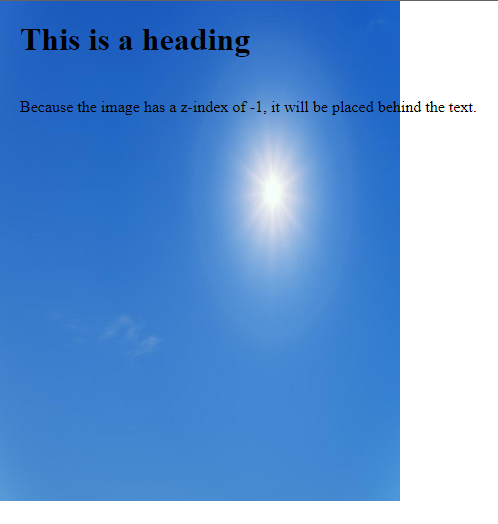 This is a heading
Because the image has a z-index of -1, it will be placed behind the text.